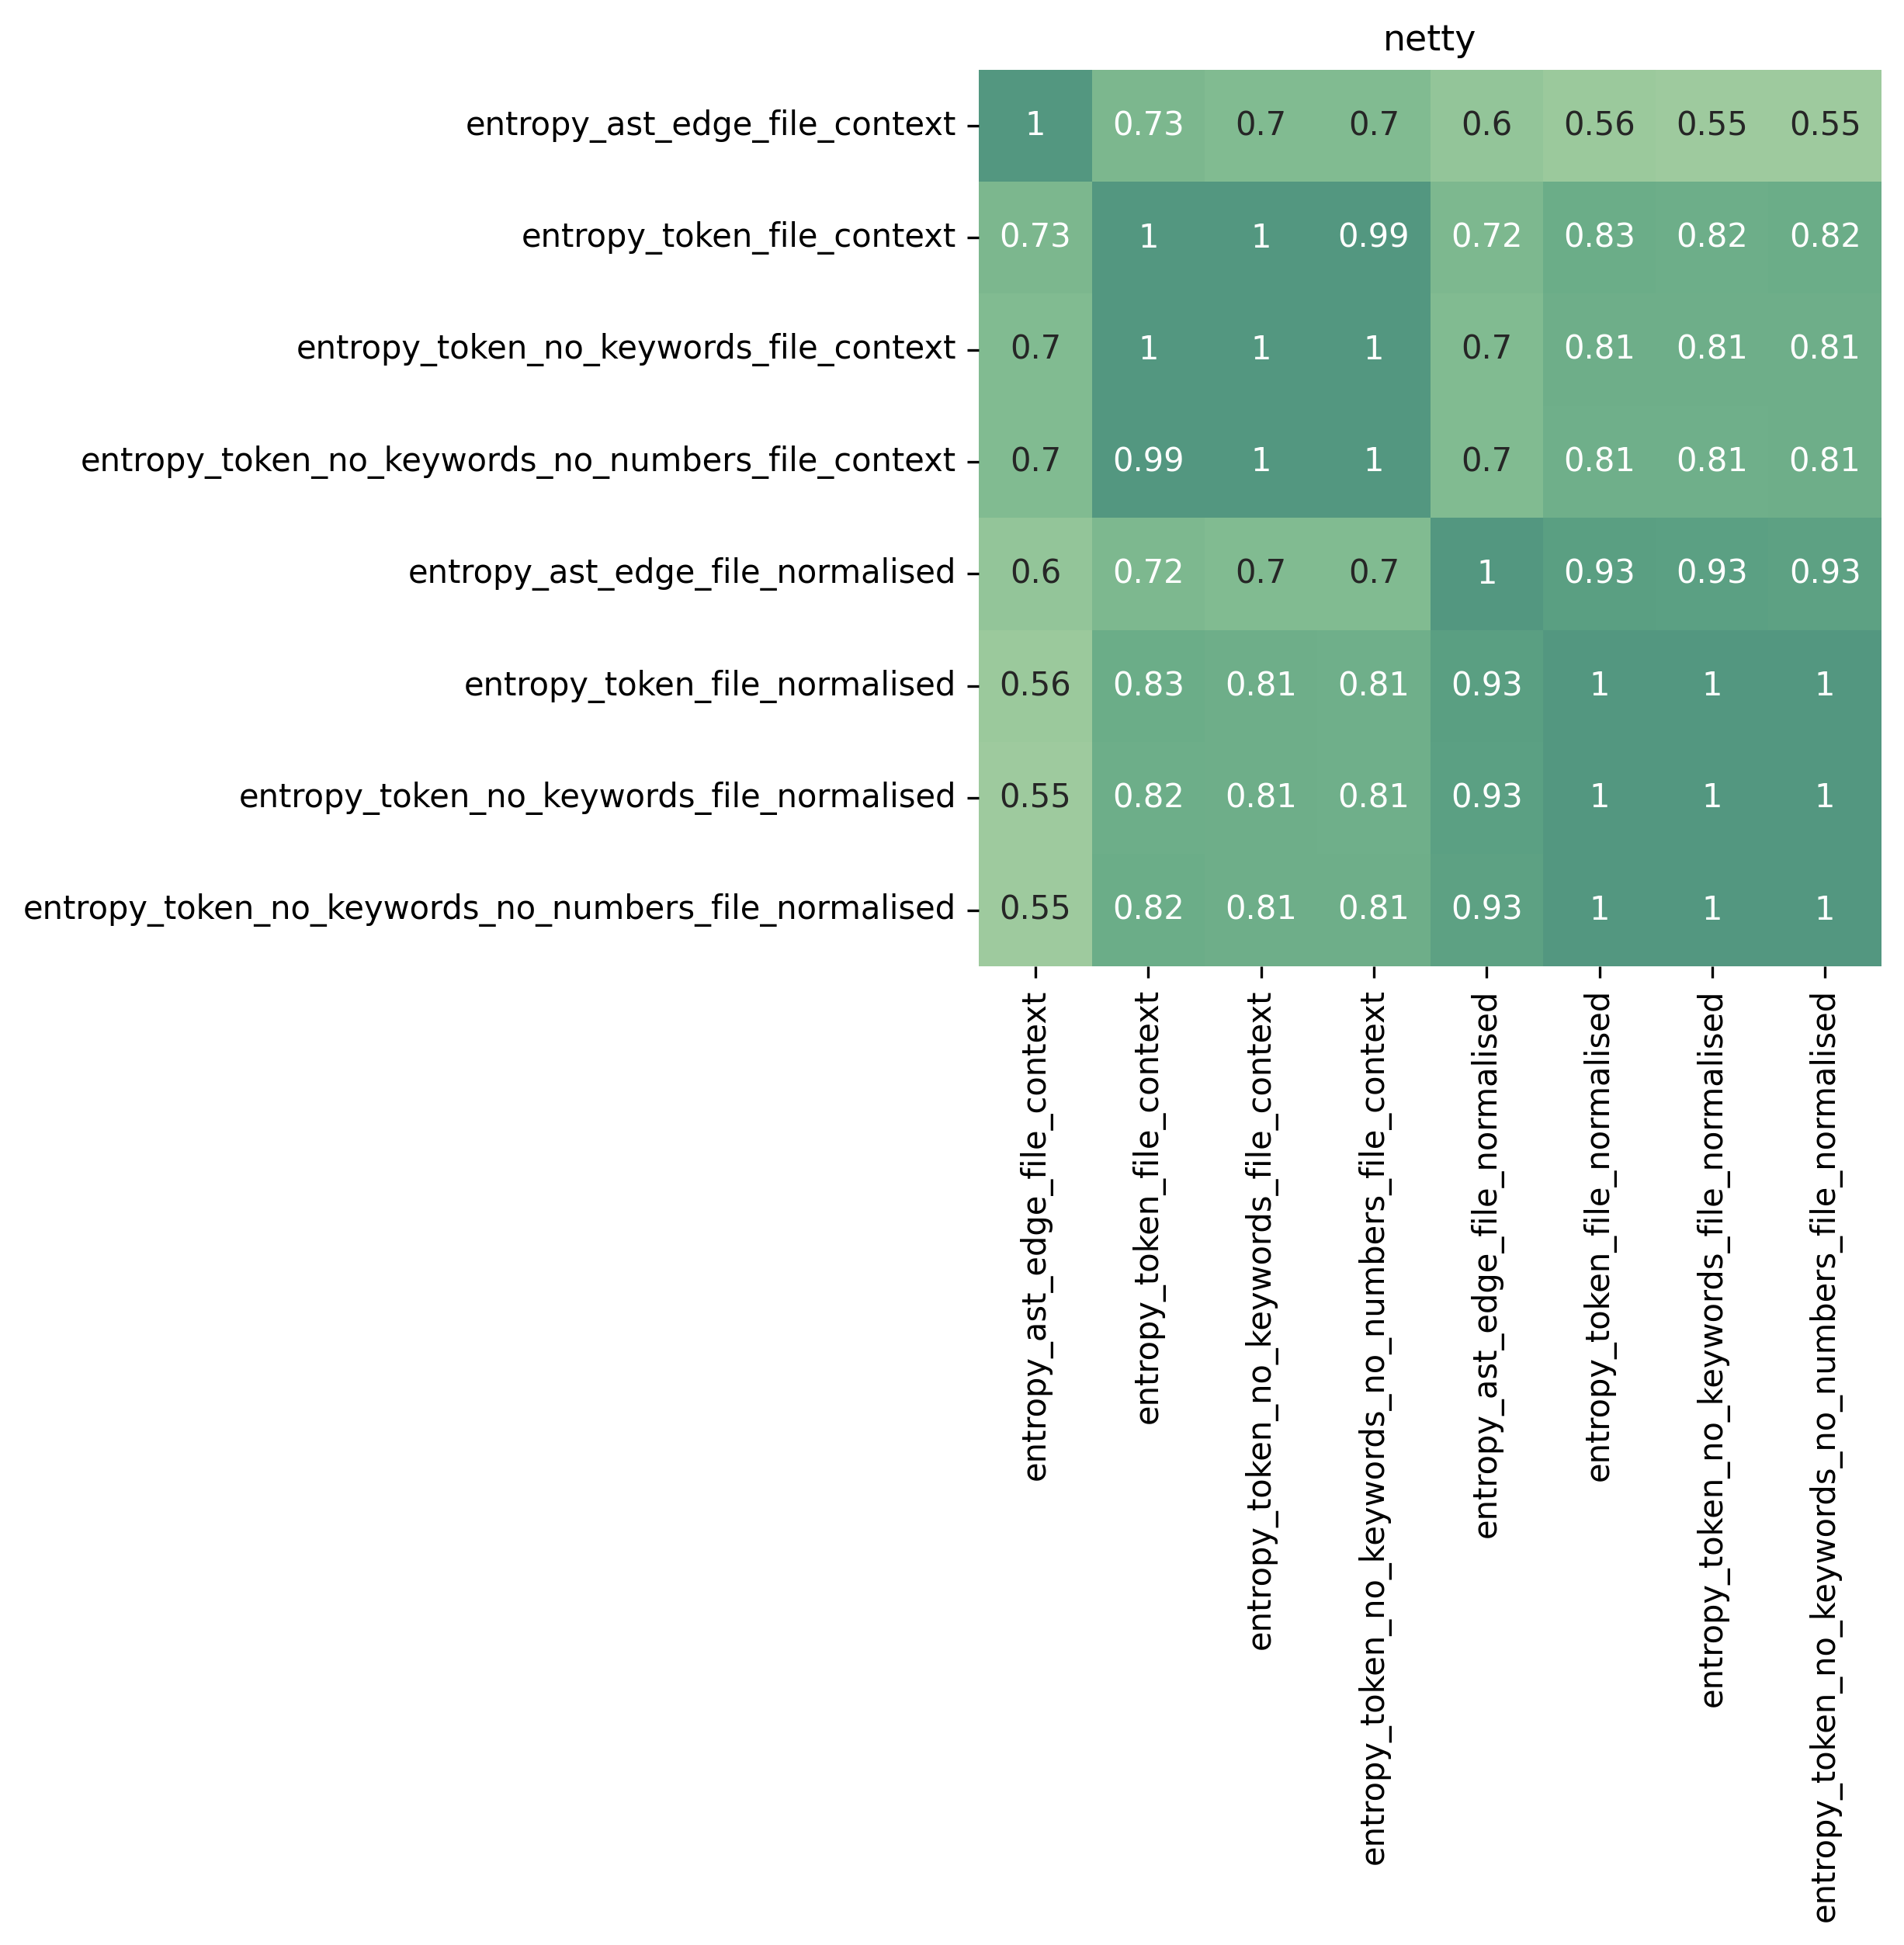 netty
entropy_ast_edge_file_context 1 0.73 0.7 0.7 0.6 0.56 0.55 0.55
entropy_token_file_context 0.73 1 1 0.99 0.72 0.83 0.82 0.82
entropy_token_no_keywords_file_context 0.7 1 1 1 0.7 0.81 0.81 0.81
entropy_token_no_keywords_no_numbers_file_context 0.7 0.99 1 1 0.7 0.81 0.81 0.81
entropy_ast_edge_file_normalised 0.6 0.72 0.7 0.7 1 0.93 0.93 0.93
entropy_token_file_normalised 0.56 0.83 0.81 0.81 0.93 1 1 1
entropy_token_no_keywords_file_normalised 0.55 0.82 0.81 0.81 0.93 1 1 1
entropy_token_no_keywords_no_numbers_file_normalised 0.55 0.82 0.81 0.81 0.93 1 1 1
entropy_ast_edge_file_context
entropy_token_file_context
entropy_token_no_keywords_file_context
entropy_token_no_keywords_no_numbers_file_context
entropy_ast_edge_file_normalised
entropy_token_file_normalised
entropy_token_no_keywords_file_normalised
entropy_token_no_keywords_no_numbers_file_normalised